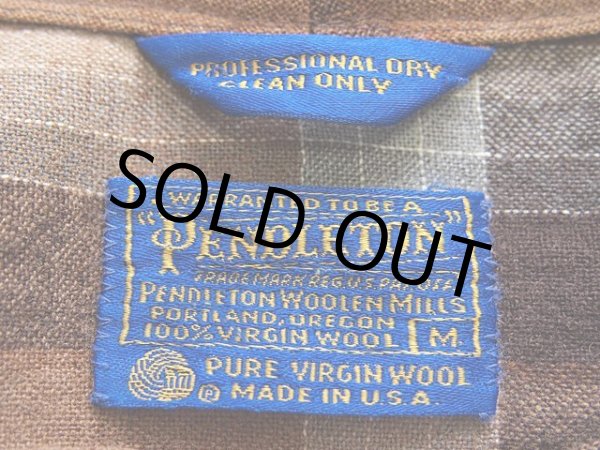 PROFESSIONAL DRY
CLEAN ONLY
SOLD OUT
WARRANTED TO BE A
"PENDLETON"
TRADE MARK REG. U.S. PAT. OFF.
PENDLETON WOOLEN MILLS
PORTLAND, OREGON
100% VIRGIN WOOL
M.
PURE VIRGIN WOOL
Ⓟ MADE IN U.S.A.